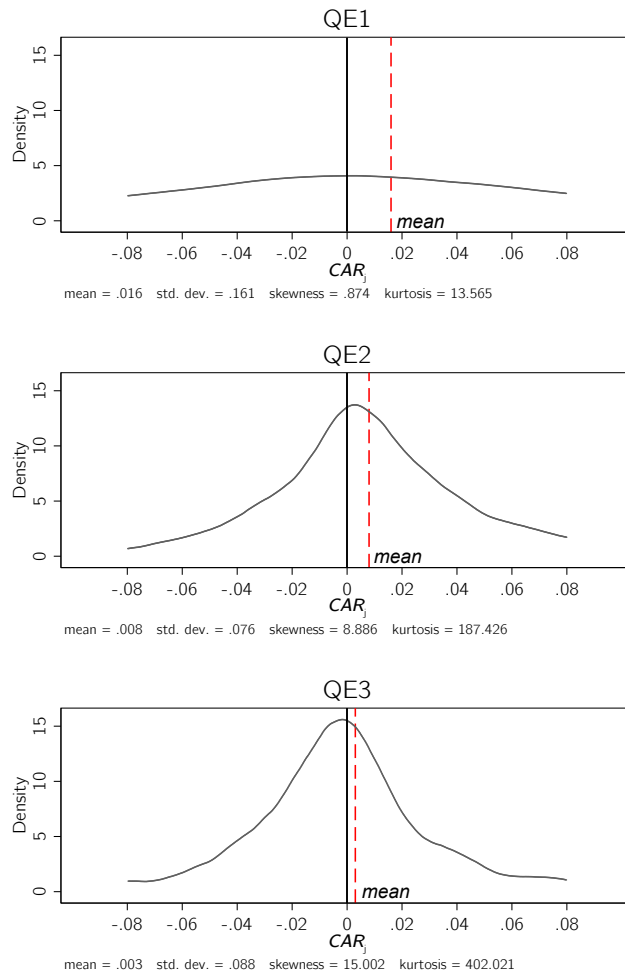 QE1
Density
15
10
5
0
mean
-.08 -.06 -.04 -.02 0 .02 .04 .06 .08
CARj
mean = .016 std. dev. = .161 skewness = .874 kurtosis = 13.565
QE2
Density
15
10
5
0
mean
-.08 -.06 -.04 -.02 0 .02 .04 .06 .08
CARj
mean = .008 std. dev. = .076 skewness = 8.886 kurtosis = 187.426
QE3
Density
15
10
5
0
mean
-.08 -.06 -.04 -.02 0 .02 .04 .06 .08
CARj
mean = .003 std. dev. = .088 skewness = 15.002 kurtosis = 402.021